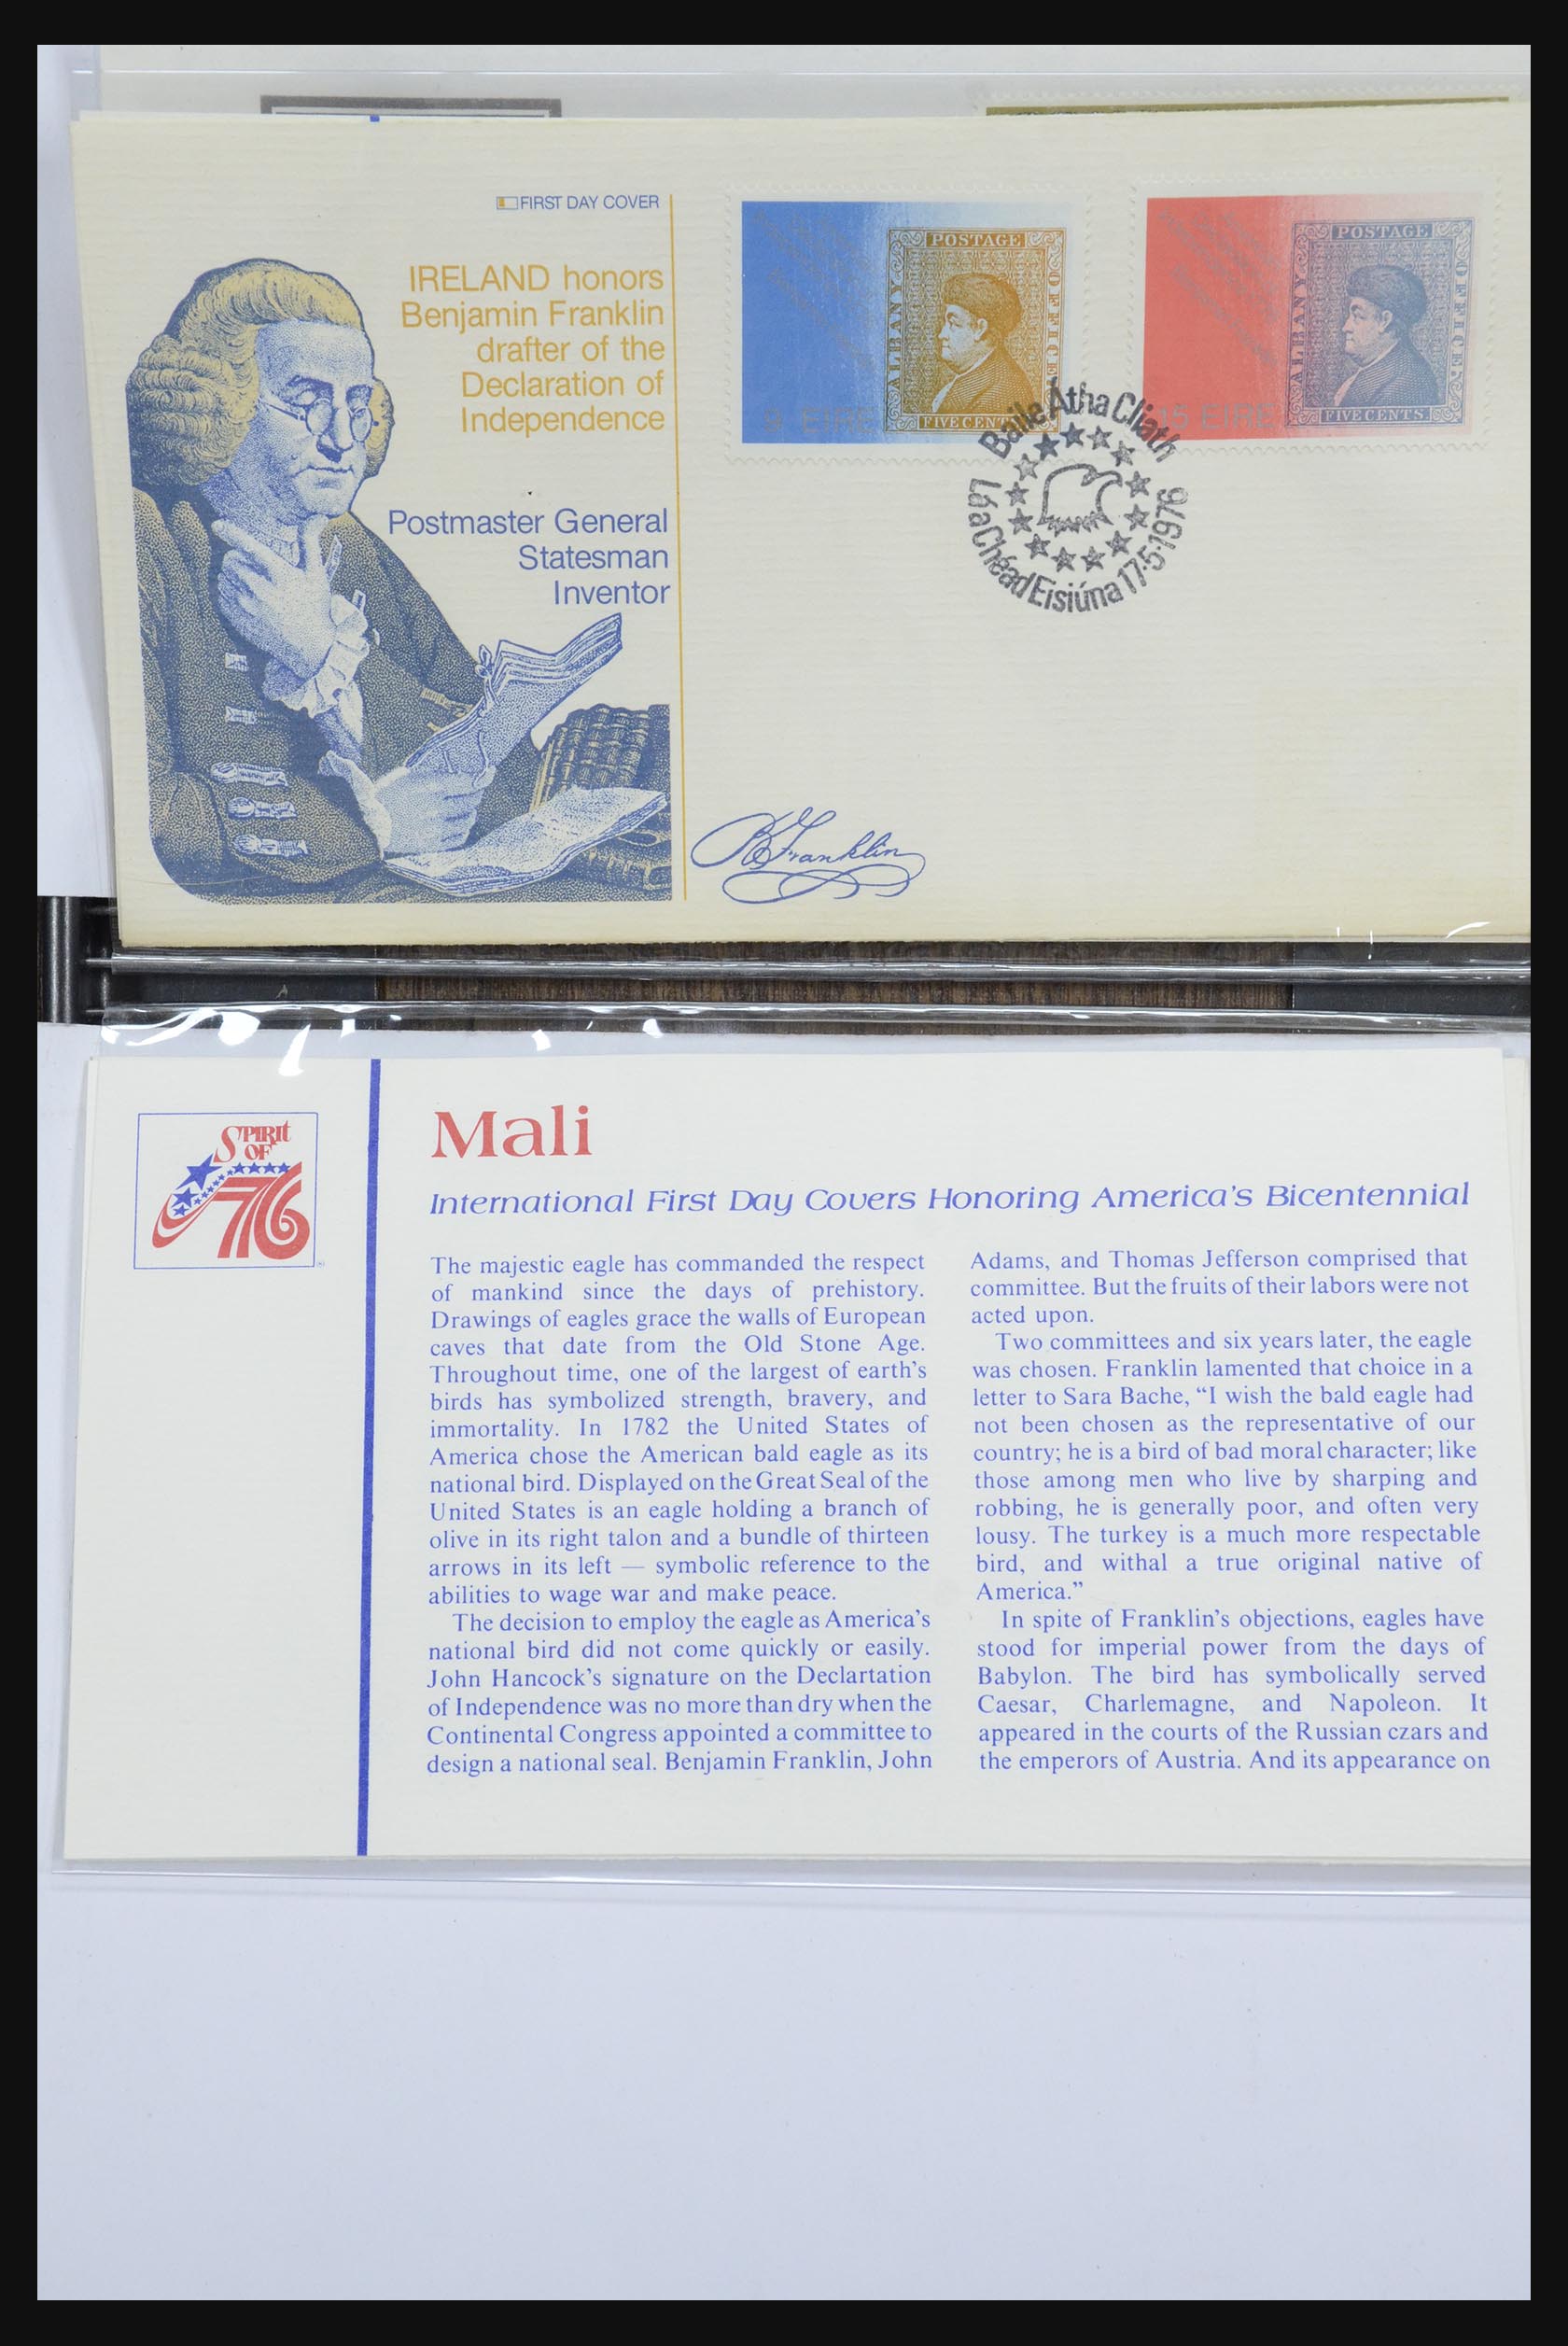 FIRST DAY COVER
IRELAND honors
Benjamin Franklin
drafter of the
Declaration of
Independence
Postmaster General
Statesman
Inventor
POSTAGE
ALBANY
OFFICE
FIVE CEN
9 EIRE
POSTAGE
ALBANY
OFFICE
FIVE CENTS.
15 EIRE
Baile Átha Cliath
Lá a Chéad Eisiúna 17·5·1976
B Franklin
SPIRIT
OF
76
Mali
International First Day Covers Honoring America's Bicentennial
The majestic eagle has commanded the respect
of mankind since the days of prehistory.
Drawings of eagles grace the walls of European
caves that date from the Old Stone Age.
Throughout time, one of the largest of earth's
birds has symbolized strength, bravery, and
immortality. In 1782 the United States of
America chose the American bald eagle as its
national bird. Displayed on the Great Seal of the
United States is an eagle holding a branch of
olive in its right talon and a bundle of thirteen
arrows in its left — symbolic reference to the
abilities to wage war and make peace.
The decision to employ the eagle as America's
national bird did not come quickly or easily.
John Hancock's signature on the Declartation
of Independence was no more than dry when the
Continental Congress appointed a committee to
design a national seal. Benjamin Franklin, John
Adams, and Thomas Jefferson comprised that
committee. But the fruits of their labors were not
acted upon.
Two committees and six years later, the eagle
was chosen. Franklin lamented that choice in a
letter to Sara Bache, “I wish the bald eagle had
not been chosen as the representative of our
country; he is a bird of bad moral character; like
those among men who live by sharping and
robbing, he is generally poor, and often very
lousy. The turkey is a much more respectable
bird, and withal a true original native of
America.”
In spite of Franklin's objections, eagles have
stood for imperial power from the days of
Babylon. The bird has symbolically served
Caesar, Charlemagne, and Napoleon. It
appeared in the courts of the Russian czars and
the emperors of Austria. And its appearance on